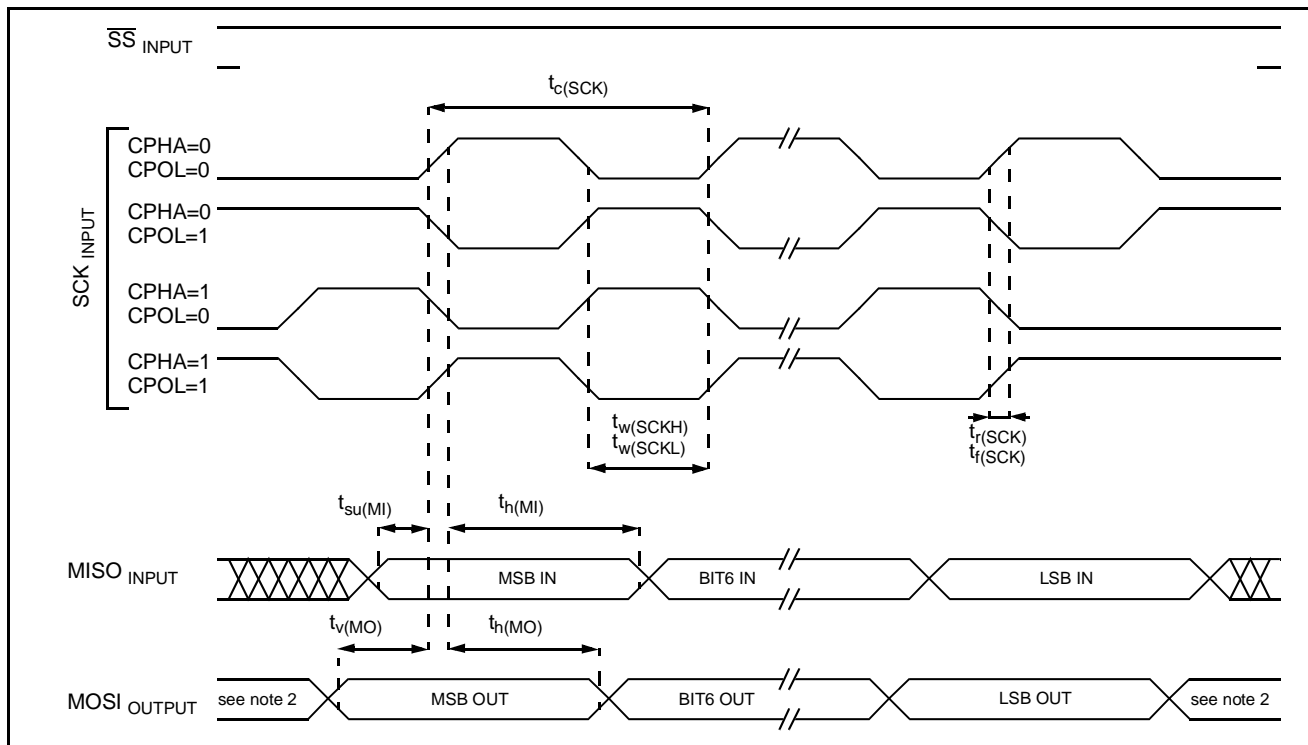 SS INPUT
tc(SCK)
SCK INPUT
CPHA=0
CPOL=0
CPHA=0
CPOL=1
CPHA=1
CPOL=0
CPHA=1
CPOL=1
tw(SCKH)
tw(SCKL)
tr(SCK)
tf(SCK)
tsu(MI)
th(MI)
MISO INPUT
MSB IN
BIT6 IN
LSB IN
tv(MO)
th(MO)
MOSI OUTPUT
see note 2
MSB OUT
BIT6 OUT
LSB OUT
see note 2